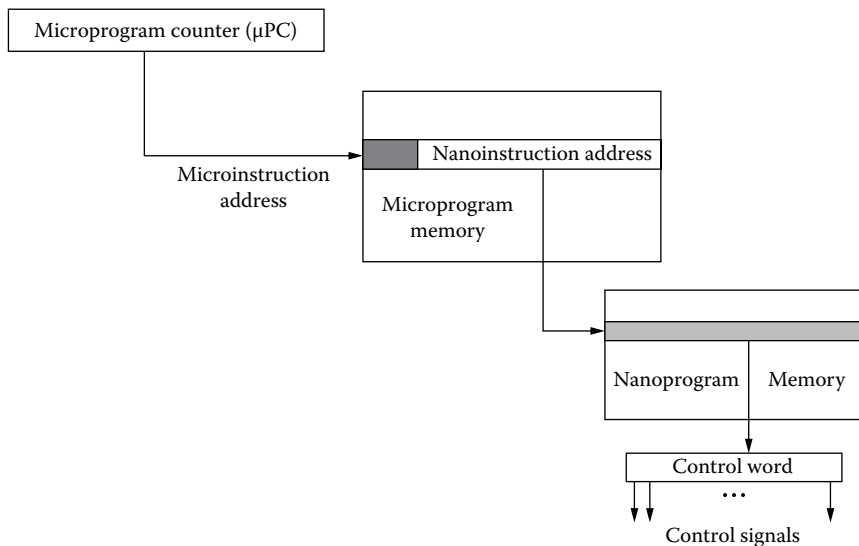 Microprogram counter (μPC)
Nanoinstruction address
Microinstruction
address
Microprogram
memory
Nanoprogram Memory
Control word
...
Control signals